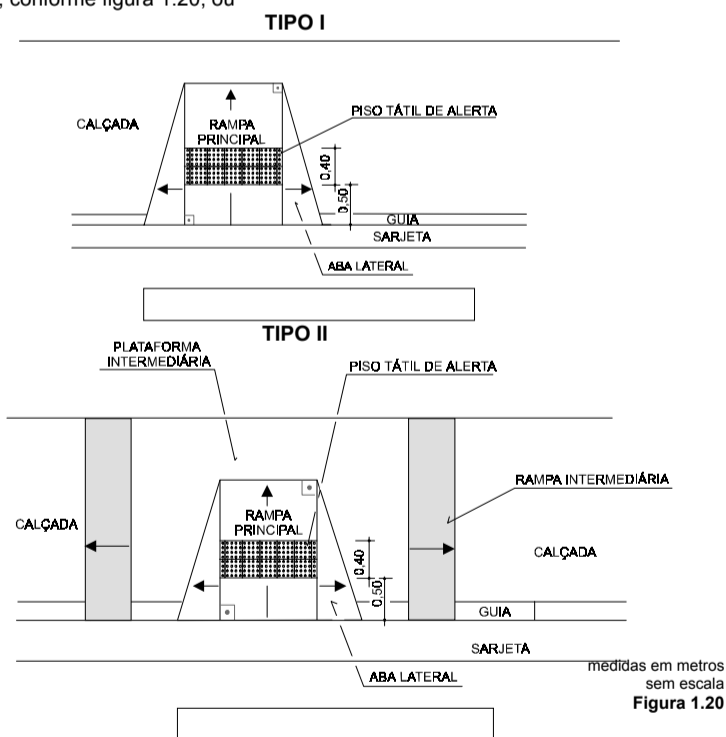 , conforme figura 1.20; ou
TIPO I
CALÇADA
RAMPA
PRINCIPAL
PISO TÁTIL DE ALERTA
0,40
0,50
GUIA
SARJETA
ABA LATERAL
TIPO II
PLATAFORMA
INTERMEDIÁRIA
PISO TÁTIL DE ALERTA
RAMPA INTERMEDIÁRIA
CALÇADA
RAMPA
PRINCIPAL
0,40
0,50
CALÇADA
GUIA
SARJETA
ABA LATERAL
medidas em metros
sem escala
Figura 1.20